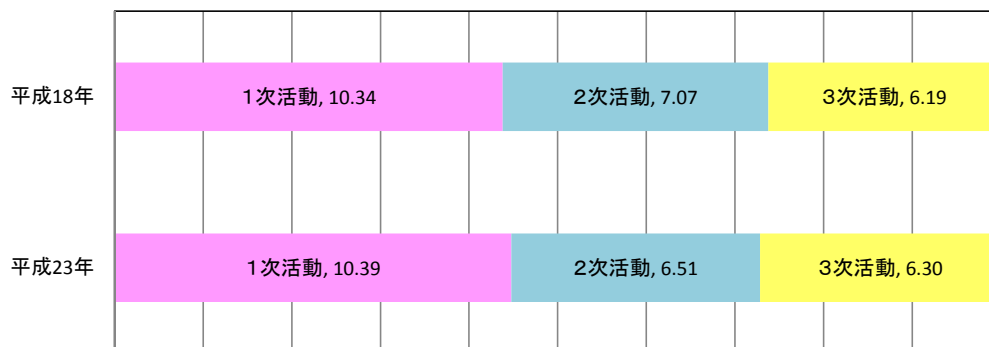 平成18年
1次活動, 10.34
2次活動, 7.07
3次活動, 6.19
平成23年
1次活動, 10.39
2次活動, 6.51
3次活動, 6.30